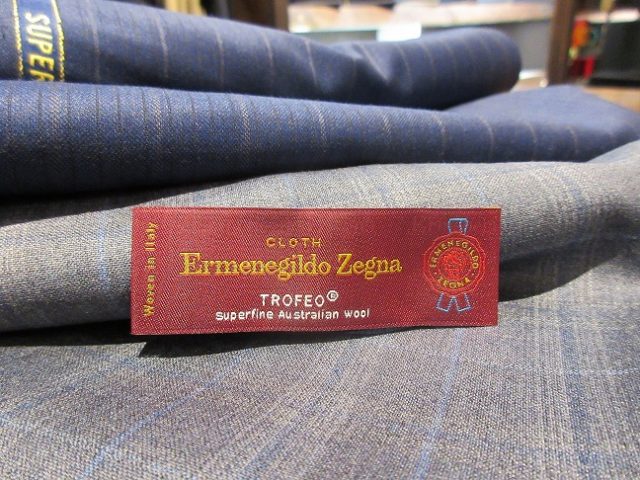 SUPER
Woven in Italy
CLOTH
Ermenegildo Zegna
TROFEO®
Superfine Australian Wool
ERMENEGILDO
ZEGNA